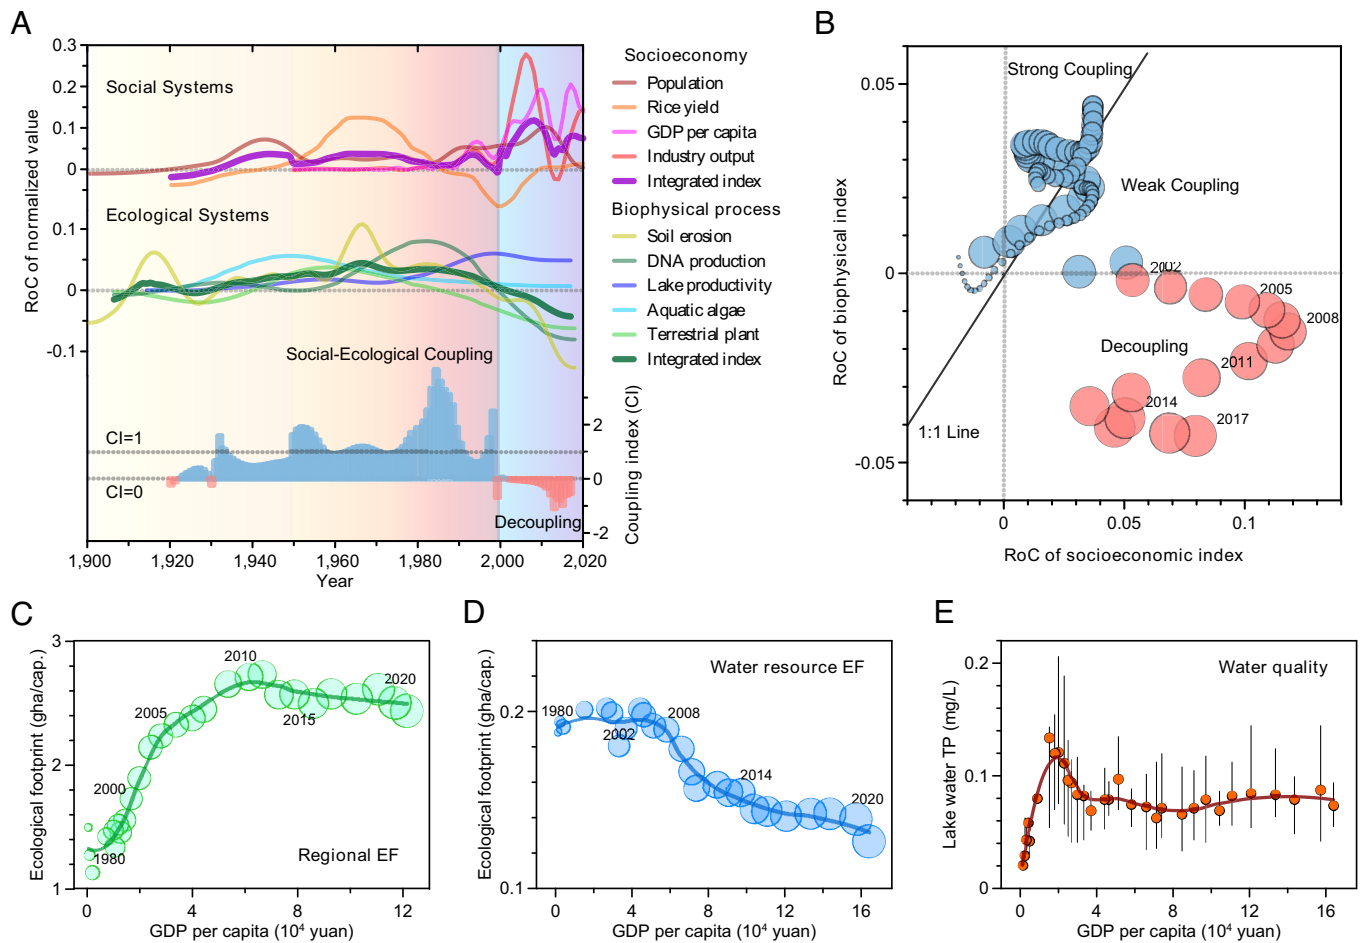 A
0.3
0.2
0.1
0
0.1
0
-0.1
RoC of normalized value
Social Systems
Ecological Systems
Social-Ecological Coupling
CI=1
CI=0
Decoupling
2
0
-2
Coupling index (CI)
1,900
1,920
1,940
1,960
1,980
2,000
2,020
Year
Socioeconomy
Population
Rice yield
GDP per capita
Industry output
Integrated index
Biophysical process
Soil erosion
DNA production
Lake productivity
Aquatic algae
Terrestrial plant
Integrated index
B
0.05
0
-0.05
RoC of biophysical index
Strong Coupling
Weak Coupling
2002
2005
2008
Decoupling
2011
2014
2017
1:1 Line
0
0.05
0.1
RoC of socioeconomic index
C
3
2
1
Ecological footprint (gha/cap.)
2010
2020
2005
2015
2000
1980
Regional EF
0
4
8
12
GDP per capita (10⁴ yuan)
D
0.2
0.1
Ecological footprint (gha/cap.)
Water resource EF
1980
2008
2002
2014
2020
0
4
8
12
16
GDP per capita (10⁴ yuan)
E
0.2
0.1
0
Lake water TP (mg/L)
Water quality
0
4
8
12
16
GDP per capita (10⁴ yuan)